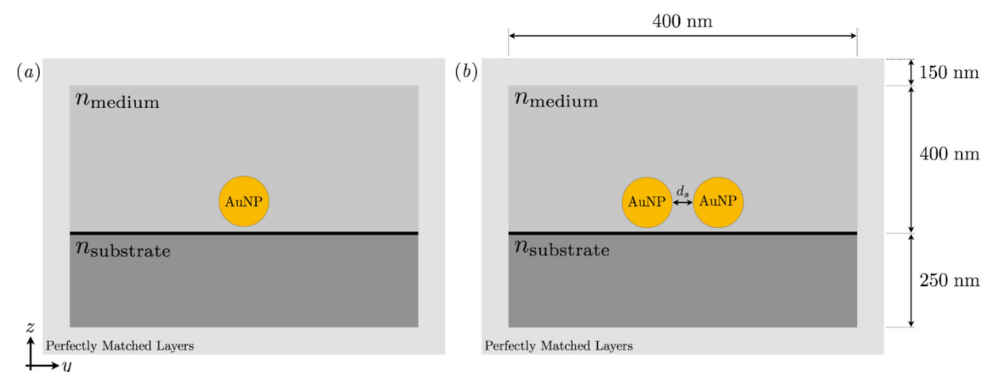 (a)
n_medium
AuNP
n_substrate
Perfectly Matched Layers
z
y
(b)
400 nm
n_medium
AuNP
d_s
AuNP
n_substrate
Perfectly Matched Layers
150 nm
400 nm
250 nm